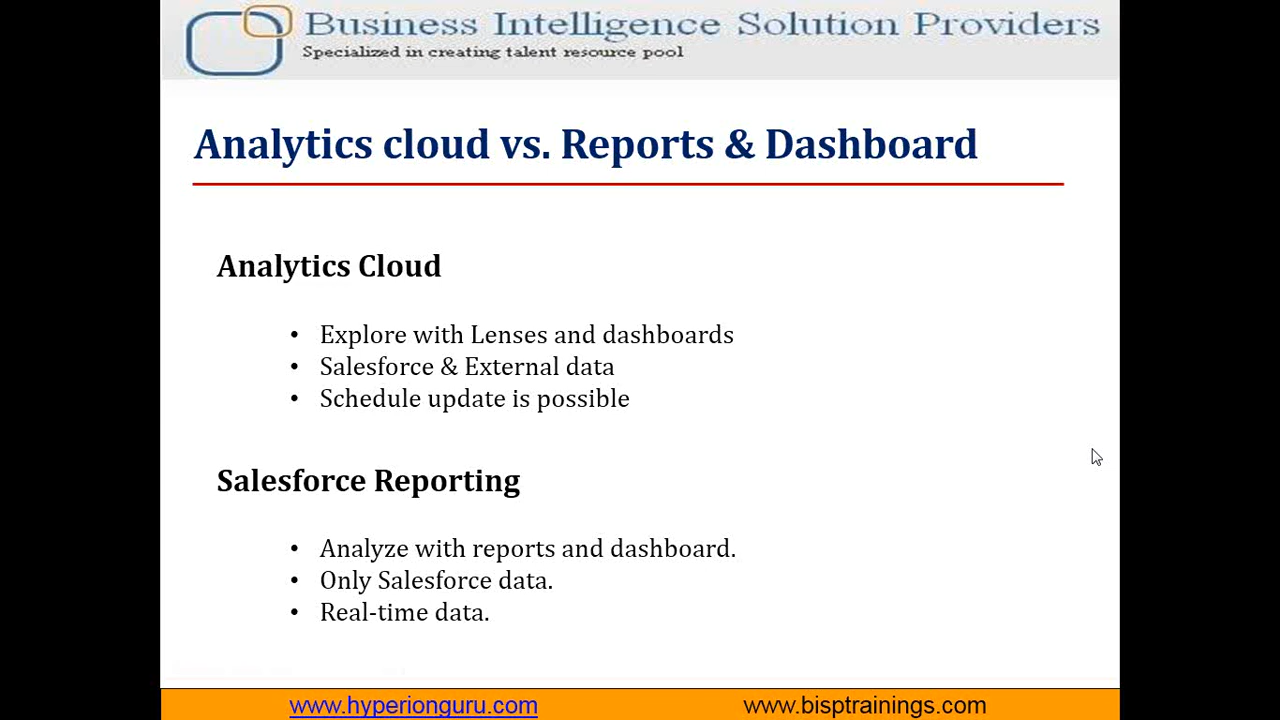 Business Intelligence Solution Providers
Specialized in creating talent resource pool
Analytics cloud vs. Reports & Dashboard
Analytics Cloud
• Explore with Lenses and dashboards
• Salesforce & External data
• Schedule update is possible
Salesforce Reporting
• Analyze with reports and dashboard.
• Only Salesforce data.
• Real-time data.
www.hyperionguru.com www.bisptrainings.com